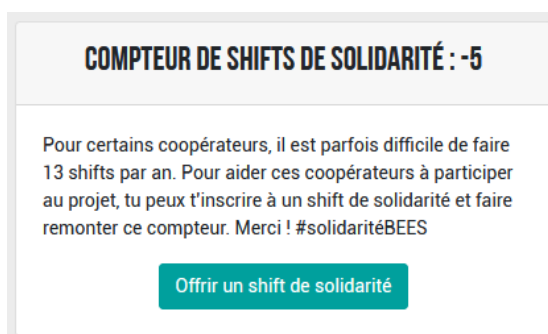 COMPTEUR DE SHIFTS DE SOLIDARITÉ : -5
Pour certains coopérateurs, il est parfois difficile de faire
13 shifts par an. Pour aider ces coopérateurs à participer
au projet, tu peux t'inscrire à un shift de solidarité et faire
remonter ce compteur. Merci ! #solidaritéBEES
Offrir un shift de solidarité